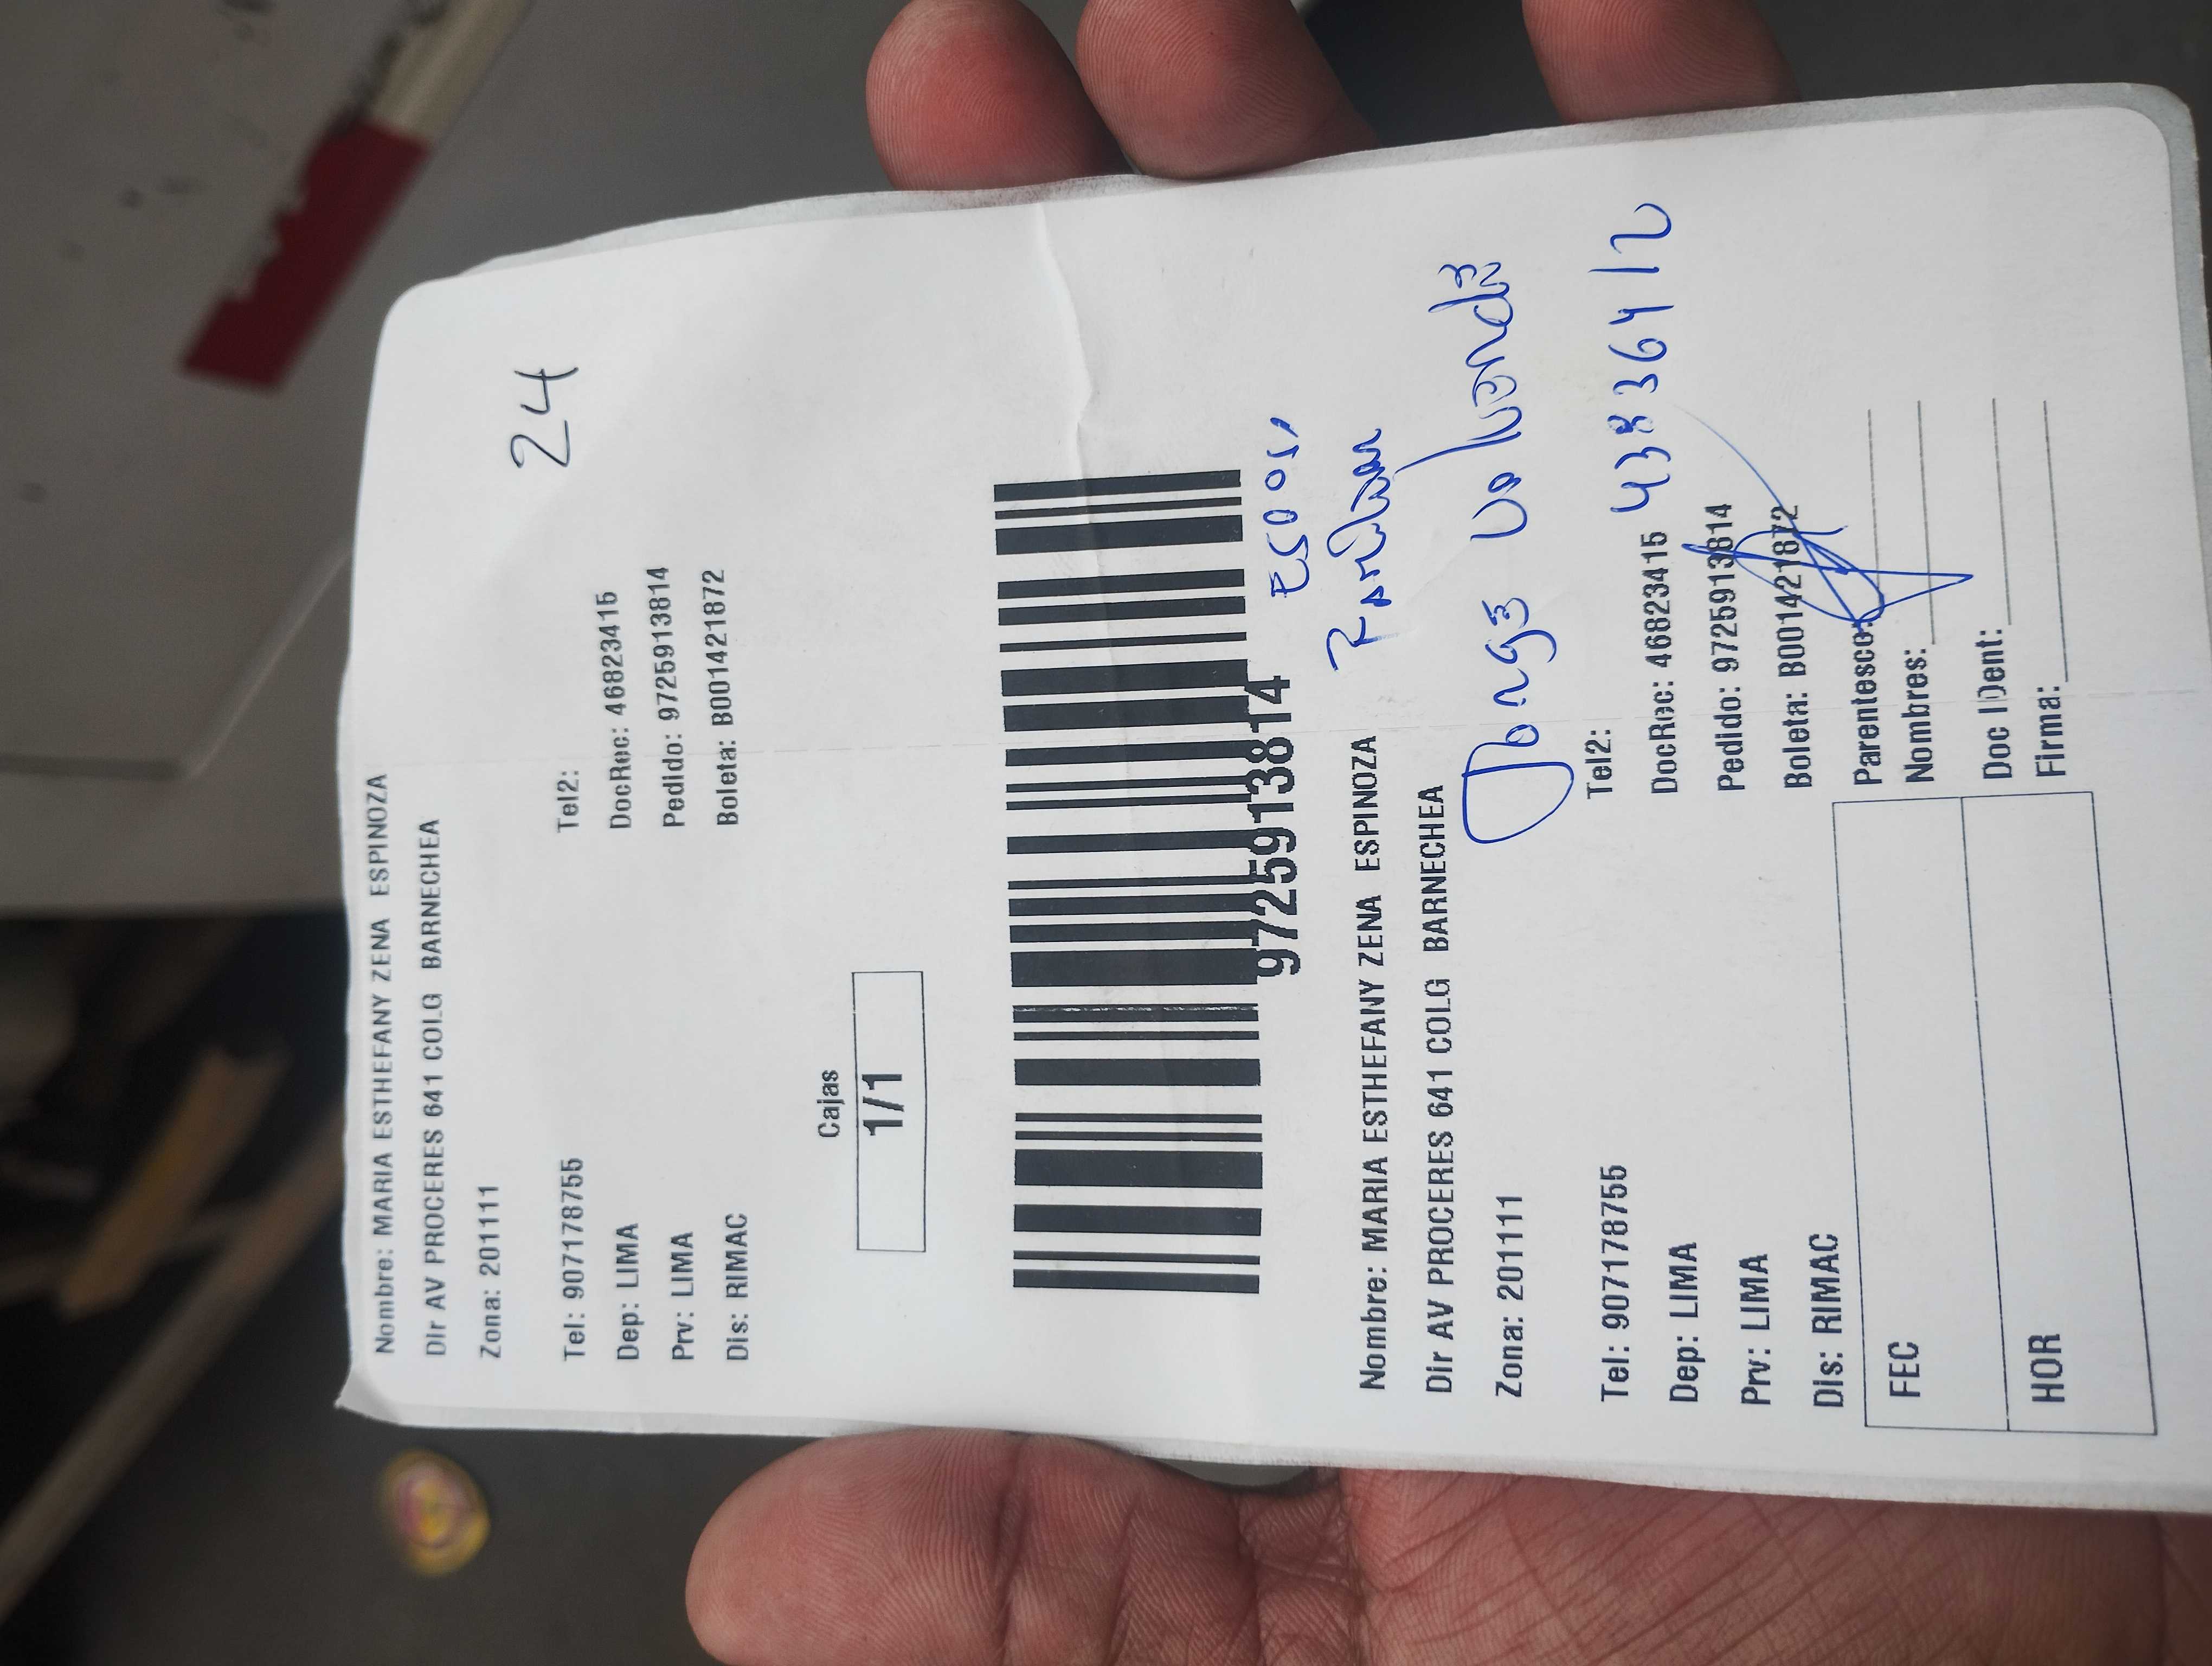 Nombre: MARIA ESTHEFANY ZENA ESPINOZA
Dir AV PROCERES 641 COLG BARNECHEA
Zona: 201111
24
Tel: 907178755 Tel2:
Dep: LIMA DocRec: 46823415
Prv: LIMA Pedido: 9725913814
Dis: RIMAC Boleta: B00142187 2
Cajas
1/1
9725913814
Nombre: MARIA ESTHEFANY ZENA ESPINOZA
Dir AV PROCERES 641 COLG BARNECHEA
Zona: 201111
Tel: 907178755 Tel2:
Dep: LIMA DocRec: 46823415
Prv: LIMA Pedido: 9725913814
Dis: RIMAC Boleta: B001421872
FEC
HOR
Parentesco:
Nombres:
Doc IDent:
Firma: